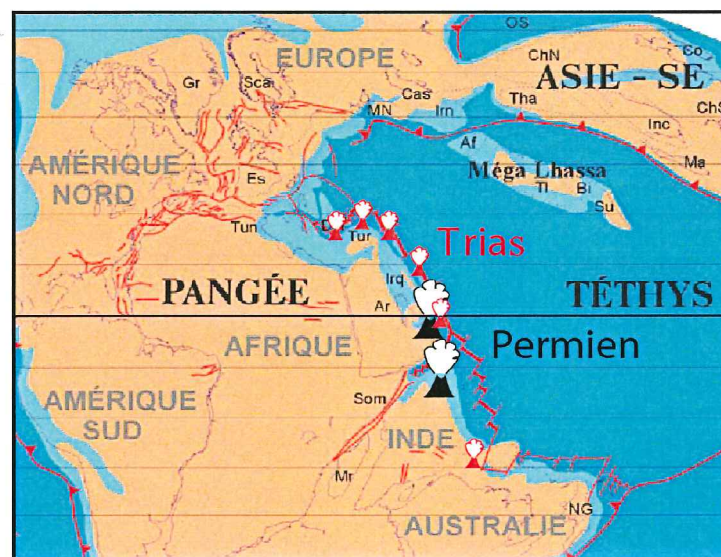 OS
Co
EUROPE
ChN
Gr
Sca
ASIE – SE
Cas
MN
Irn
Tha
ChS
Inc
AMÉRIQUE
NORD
Af
Es
Méga Lhassa
Ma
Ti
Bi
Su
Tun
Tur
Trias
Irq
PANGÉE
TÉTHYS
Ar
AFRIQUE
Permien
AMÉRIQUE
SUD
Som
INDE
Mr
NG
AUSTRALIE